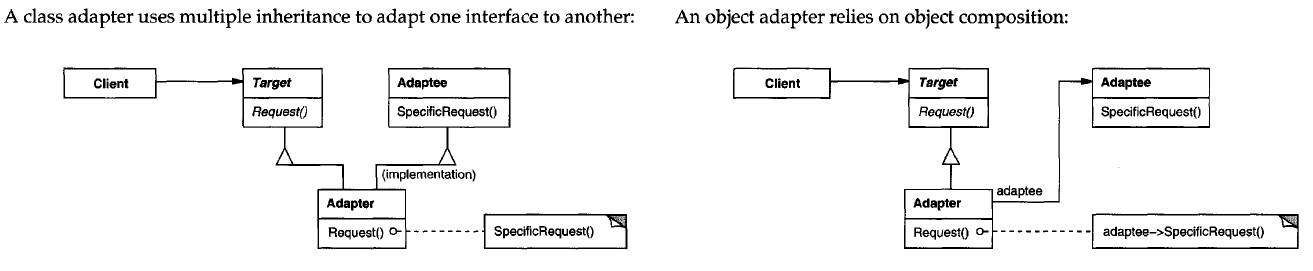 A class adapter uses multiple inheritance to adapt one interface to another:
Client
Target
Request()
Adaptee
SpecificRequest()
(implementation)
Adapter
Request()
SpecificRequest()
An object adapter relies on object composition:
Client
Target
Request()
Adaptee
SpecificRequest()
adaptee
Adapter
Request()
adaptee–>SpecificRequest()